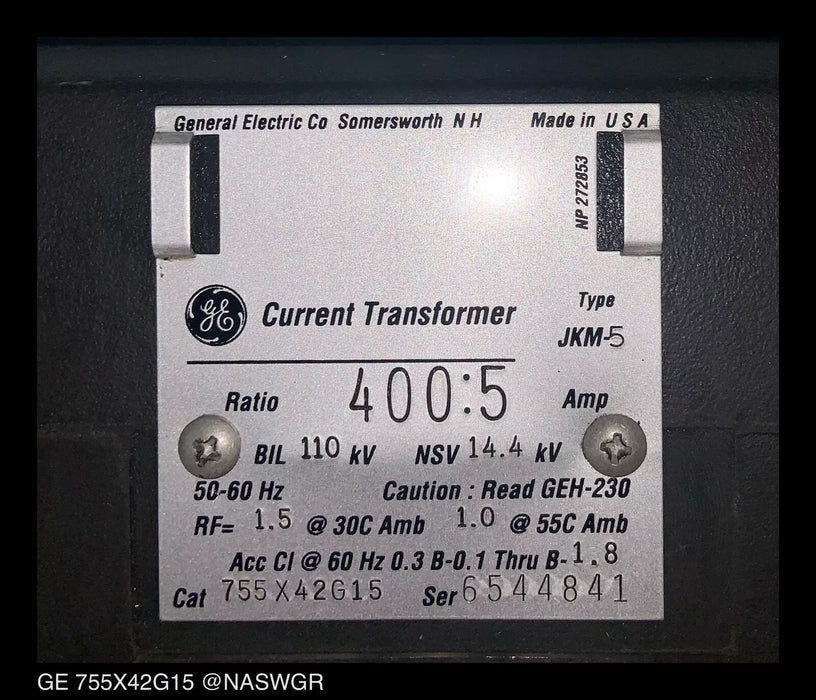 General Electric Co Somersworth N H Made in U S A
NP 272853
GE Current Transformer Type
JKM-5
Ratio 400:5 Amp
BIL 110 kV NSV 14.4 kV
50-60 Hz Caution : Read GEH-230
RF= 1.5 @ 30C Amb 1.0 @ 55C Amb
Acc Cl @ 60 Hz 0.3 B-0.1 Thru B-1.8
Cat 755X42G15 Ser 6544841
GE 755X42G15 @NASWGR